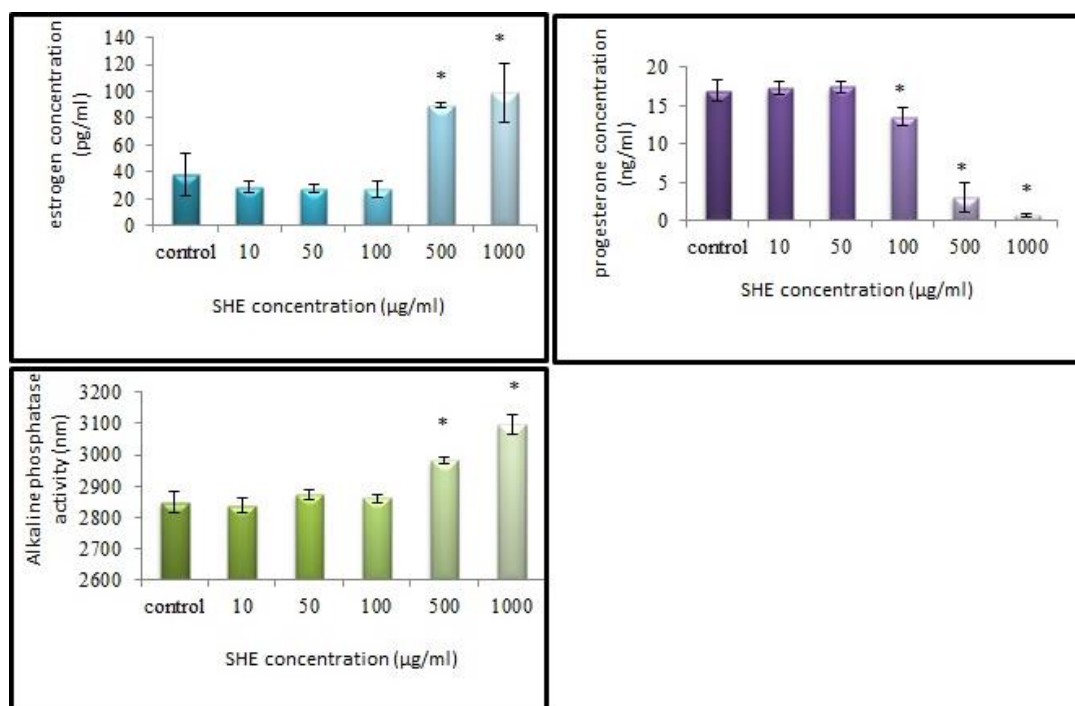 estrogen concentration
(pg/ml)
140
120
100
80
60
40
20
0
*
*
control 10 50 100 500 1000
SHE concentration (µg/ml)
progesterone concentration
(ng/ml)
20
15
10
5
0
*
*
*
control 10 50 100 500 1000
SHE concentration (µg/ml)
Alkaline phosphatase
activity (nm)
3200
3100
3000
2900
2800
2700
2600
*
*
control 10 50 100 500 1000
SHE concentration (µg/ml)